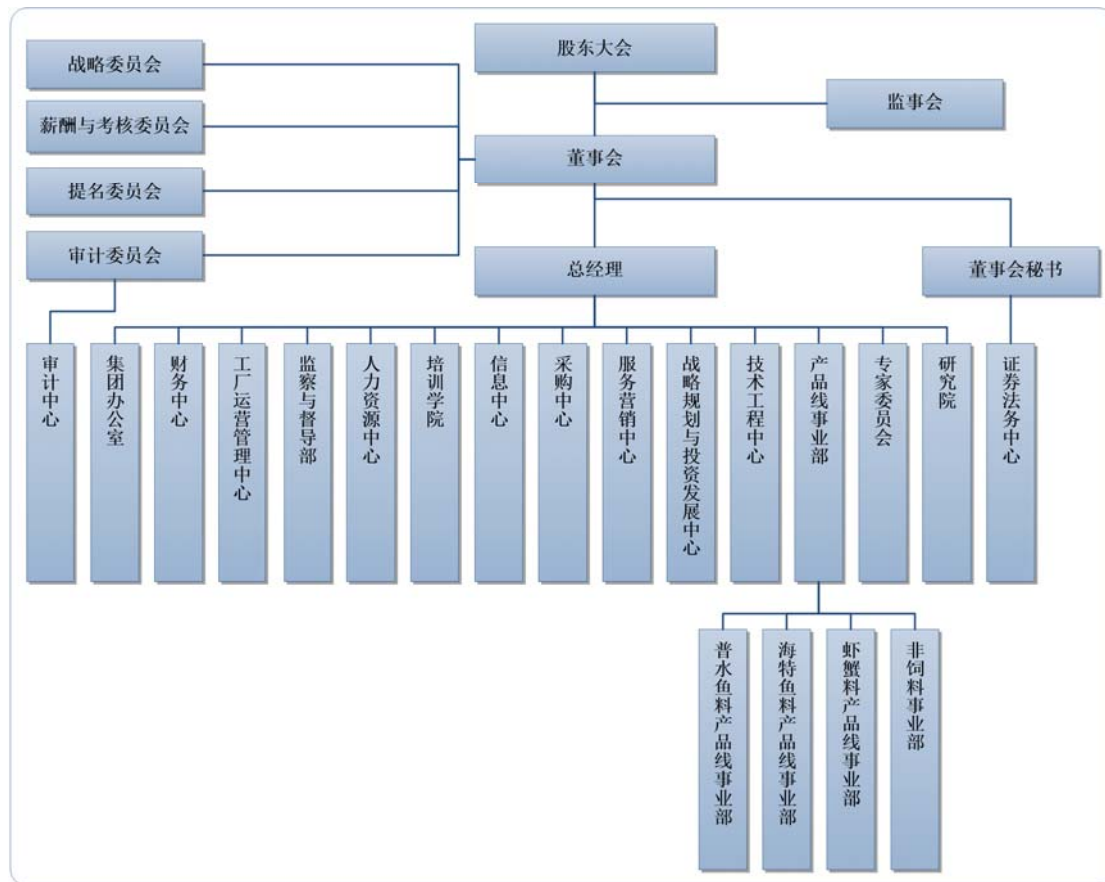 股东大会
战略委员会
监事会
薪酬与考核委员会
董事会
提名委员会
审计委员会
总经理
董事会秘书
审计中心
集团办公室
财务中心
工厂运营管理中心
监察与督导部
人力资源中心
培训学院
信息中心
采购中心
服务营销中心
战略规划与投资发展中心
技术工程中心
产品线事业部
专家委员会
研究院
证券法务中心
普水鱼料产品线事业部
海特鱼料产品线事业部
虾蟹料产品线事业部
非饲料事业部